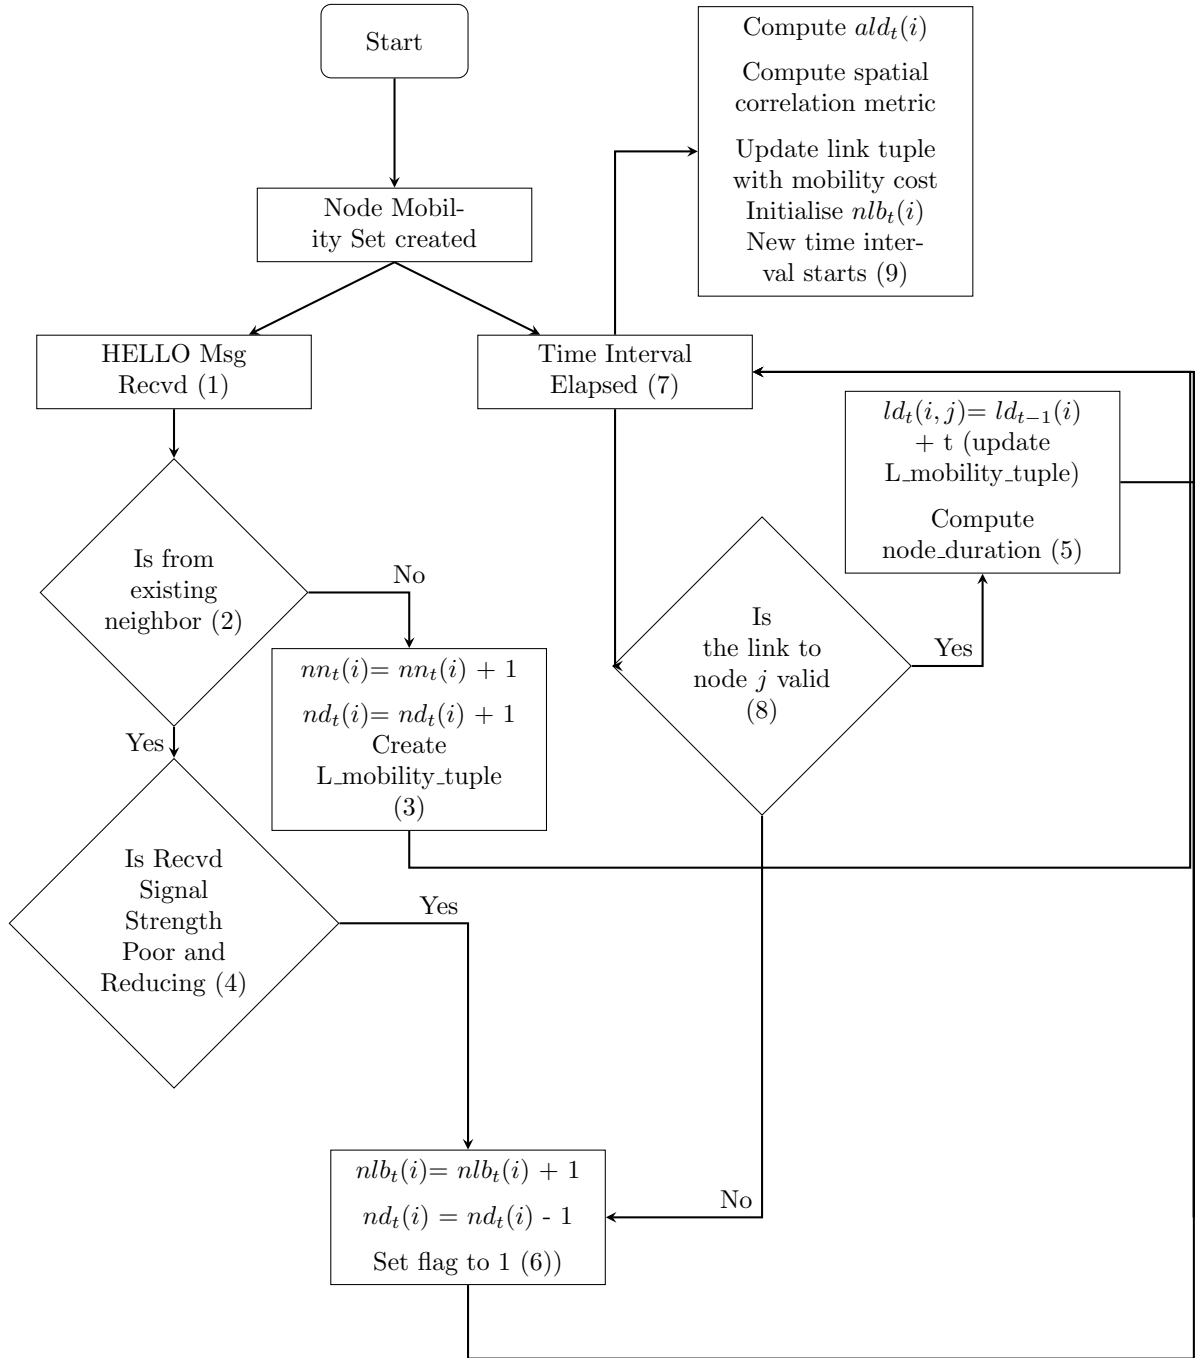 Start
Compute ald_t(i)
Compute spatial
correlation metric
Update link tuple
with mobility cost
Initialise nlb_t(i)
New time inter-
val starts (9)
Node Mobil-
ity Set created
HELLO Msg
Recvd (1)
Time Interval
Elapsed (7)
ld_t(i,j)= ld_{t−1}(i)
+ t (update
L_mobility_tuple)
Compute
node_duration (5)
Is from
existing
neighbor (2)
No
Is
the link to
node j valid
(8)
Yes
nn_t(i)= nn_t(i) + 1
nd_t(i)= nd_t(i) + 1
Create
L_mobility_tuple
(3)
Yes
Is Recvd
Signal
Strength
Poor and
Reducing (4)
Yes
nlb_t(i)= nlb_t(i) + 1
nd_t(i) = nd_t(i) - 1
Set flag to 1 (6))
No